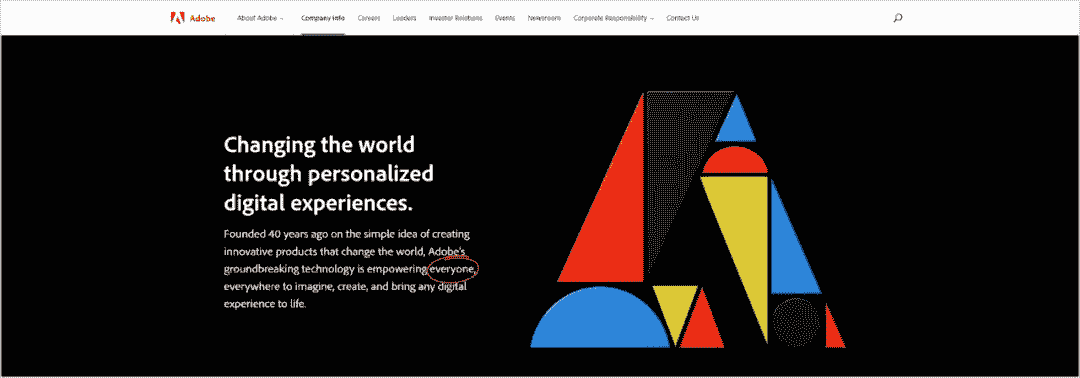 Adobe About Adobe Company Info Careers Leaders Investor Relations Events Newsroom Corporate Responsibility Contact Us
Changing the world
through personalized
digital experiences.
Founded 40 years ago on the simple idea of creating
innovative products that change the world, Adobe's
groundbreaking technology is empowering everyone,
everywhere to imagine, create, and bring any digital
experience to life.